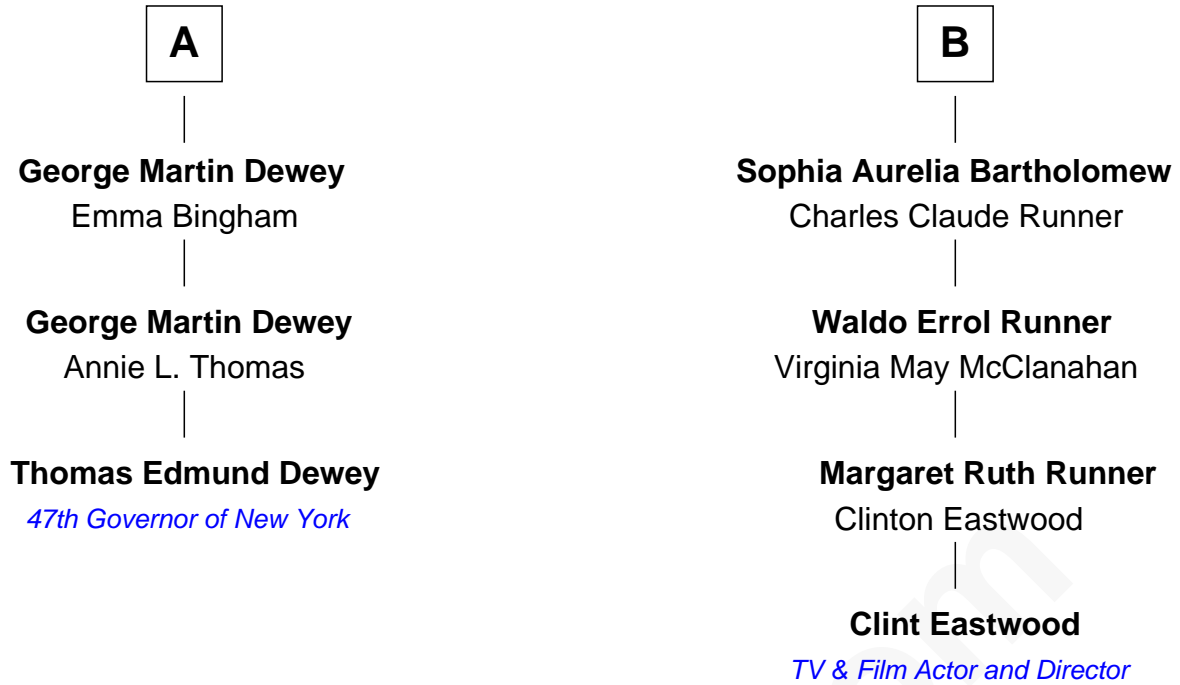 A
George Martin Dewey
Emma Bingham
George Martin Dewey
Annie L. Thomas
Thomas Edmund Dewey
47th Governor of New York
B
Sophia Aurelia Bartholomew
Charles Claude Runner
Waldo Errol Runner
Virginia May McClanahan
Margaret Ruth Runner
Clinton Eastwood
Clint Eastwood
TV & Film Actor and Director